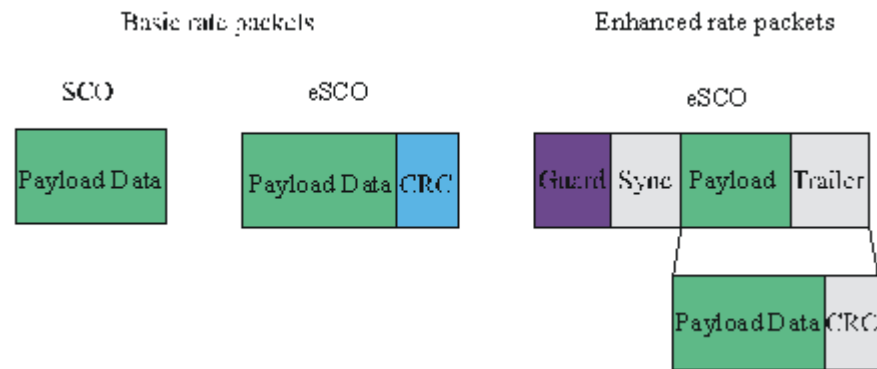 Basic rate packets
Enhanced rate packets
SCO
eSCO
eSCO
Payload Data
Payload Data CRC
Guard Sync Payload Trailer
Payload Data CRC